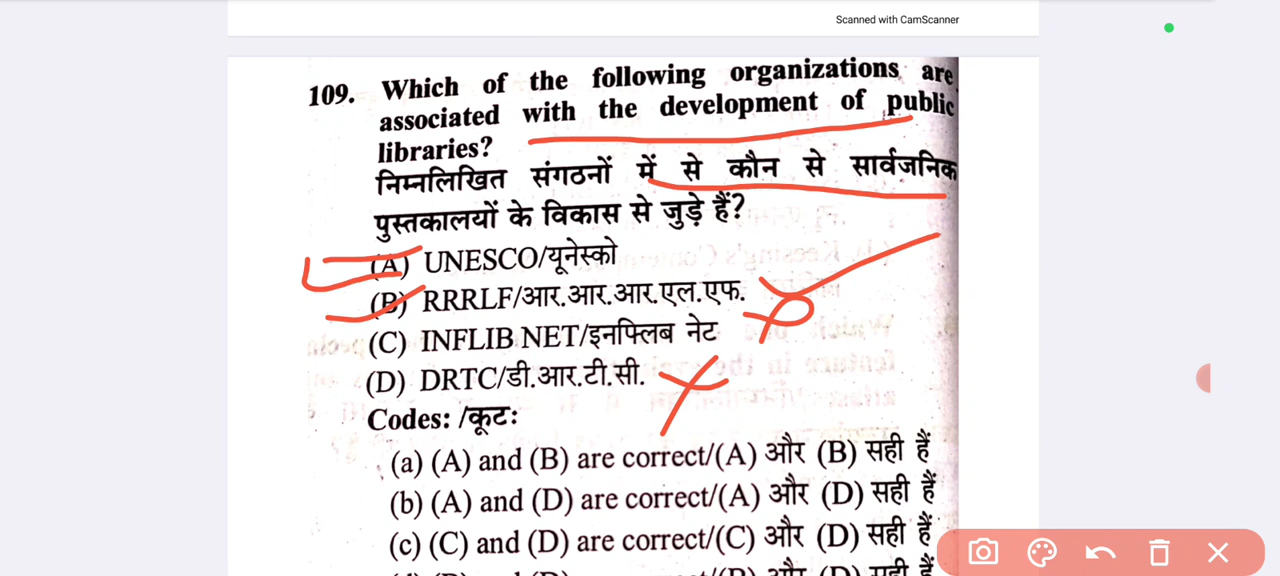 Scanned with CamScanner
109. Which of the following organizations are
associated with the development of public
libraries?
निम्नलिखित संगठनों में से कौन से सार्वजनिक
पुस्तकालयों के विकास से जुड़े हैं?
(A) UNESCO/यूनेस्को
(B) RRRLF/आर.आर.आर.एल.एफ.
(C) INFLIB NET/इनफ्लिब नेट
(D) DRTC/डी.आर.टी.सी.
Codes: /कूट:
(a) (A) and (B) are correct/(A) और (B) सही हैं
(b) (A) and (D) are correct/(A) और (D) सही हैं
(c) (C) and (D) are correct/(C) और (D) सही हैं